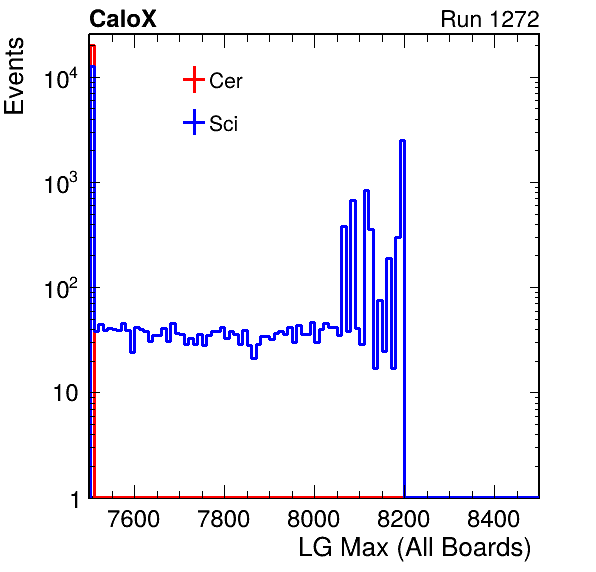 CaloX Run 1272
Events
Cer
Sci
10⁴
10³
10²
10
1
7600 7800 8000 8200 8400
LG Max (All Boards)